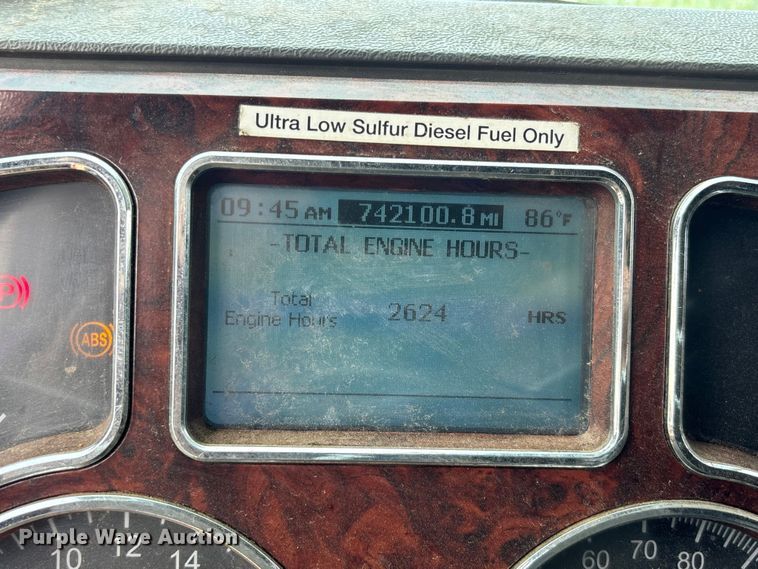 Ultra Low Sulfur Diesel Fuel Only
09:45 AM 742100.8 MI 86°F
-TOTAL ENGINE HOURS-
Total
Engine Hours 2624 HRS
P
ABS
Purple Wave Auction
10 12 14
60 70 80